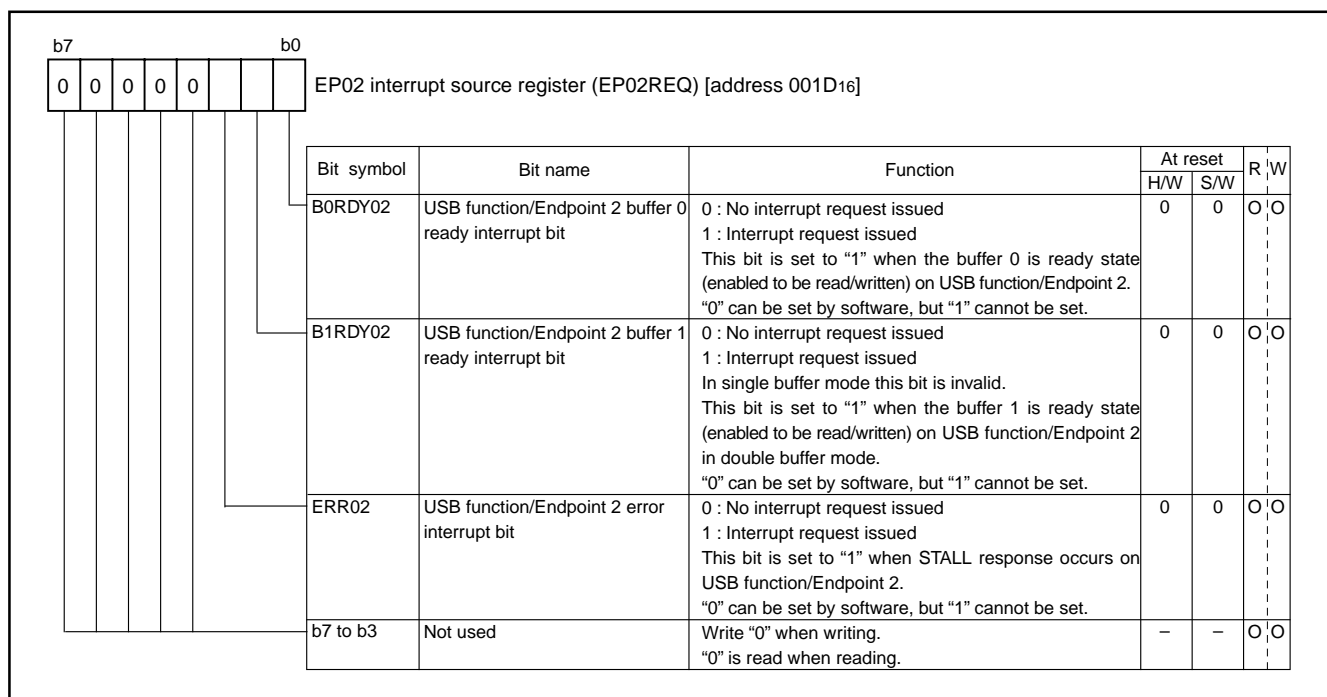 b7 b0
0 0 0 0 0
EP02 interrupt source register (EP02REQ) [address 001D16]
Bit symbol Bit name Function At reset R W
H/W S/W
B0RDY02 USB function/Endpoint 2 buffer 0 0 : No interrupt request issued 0 0 O O
ready interrupt bit 1 : Interrupt request issued
This bit is set to “1” when the buffer 0 is ready state
(enabled to be read/written) on USB function/Endpoint 2.
“0” can be set by software, but “1” cannot be set.
B1RDY02 USB function/Endpoint 2 buffer 1 0 : No interrupt request issued 0 0 O O
ready interrupt bit 1 : Interrupt request issued
In single buffer mode this bit is invalid.
This bit is set to “1” when the buffer 1 is ready state
(enabled to be read/written) on USB function/Endpoint 2
in double buffer mode.
“0” can be set by software, but “1” cannot be set.
ERR02 USB function/Endpoint 2 error 0 : No interrupt request issued 0 0 O O
interrupt bit 1 : Interrupt request issued
This bit is set to “1” when STALL response occurs on
USB function/Endpoint 2.
“0” can be set by software, but “1” cannot be set.
b7 to b3 Not used Write “0” when writing. – – O O
“0” is read when reading.